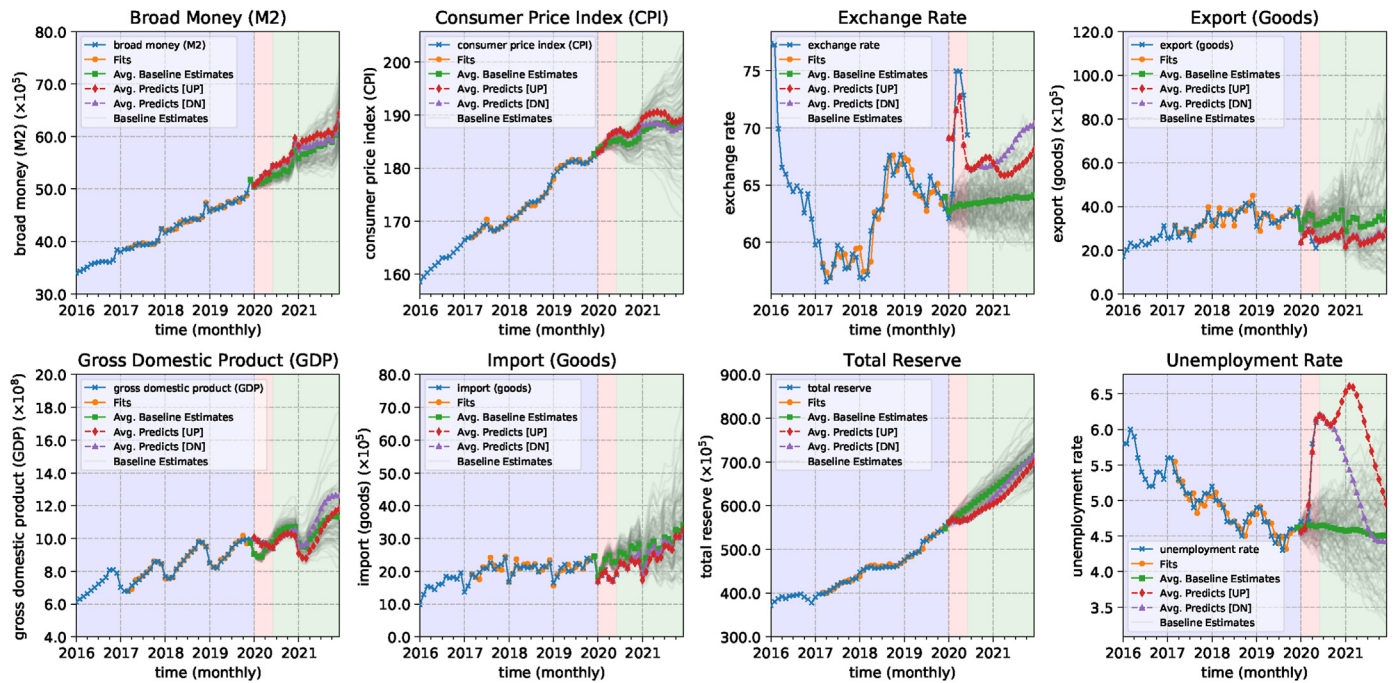 Broad Money (M2)
80.0
70.0
60.0
50.0
40.0
30.0
broad money (M2) (×10⁵)
broad money (M2)
Fits
Avg. Baseline Estimates
Avg. Predicts [UP]
Avg. Predicts [DN]
Baseline Estimates
2016 2017 2018 2019 2020 2021
time (monthly)
Consumer Price Index (CPI)
200
190
180
170
160
consumer price index (CPI)
consumer price index (CPI)
Fits
Avg. Baseline Estimates
Avg. Predicts [UP]
Avg. Predicts [DN]
Baseline Estimates
2016 2017 2018 2019 2020 2021
time (monthly)
Exchange Rate
75
70
65
60
exchange rate
exchange rate
Fits
Avg. Baseline Estimates
Avg. Predicts [UP]
Avg. Predicts [DN]
Baseline Estimates
2016 2017 2018 2019 2020 2021
time (monthly)
Export (Goods)
120.0
100.0
80.0
60.0
40.0
20.0
0.0
export (goods) (×10⁵)
export (goods)
Fits
Avg. Baseline Estimates
Avg. Predicts [UP]
Avg. Predicts [DN]
Baseline Estimates
2016 2017 2018 2019 2020 2021
time (monthly)
Gross Domestic Product (GDP)
20.0
18.0
16.0
14.0
12.0
10.0
8.0
6.0
4.0
gross domestic product (GDP) (×10⁸)
gross domestic product (GDP)
Fits
Avg. Baseline Estimates
Avg. Predicts [UP]
Avg. Predicts [DN]
Baseline Estimates
2016 2017 2018 2019 2020 2021
time (monthly)
Import (Goods)
80.0
70.0
60.0
50.0
40.0
30.0
20.0
10.0
0.0
import (goods) (×10⁵)
import (goods)
Fits
Avg. Baseline Estimates
Avg. Predicts [UP]
Avg. Predicts [DN]
Baseline Estimates
2016 2017 2018 2019 2020 2021
time (monthly)
Total Reserve
900.0
800.0
700.0
600.0
500.0
400.0
300.0
total reserve (×10⁵)
total reserve
Fits
Avg. Baseline Estimates
Avg. Predicts [UP]
Avg. Predicts [DN]
Baseline Estimates
2016 2017 2018 2019 2020 2021
time (monthly)
Unemployment Rate
6.5
6.0
5.5
5.0
4.5
4.0
3.5
unemployment rate
unemployment rate
Fits
Avg. Baseline Estimates
Avg. Predicts [UP]
Avg. Predicts [DN]
Baseline Estimates
2016 2017 2018 2019 2020 2021
time (monthly)